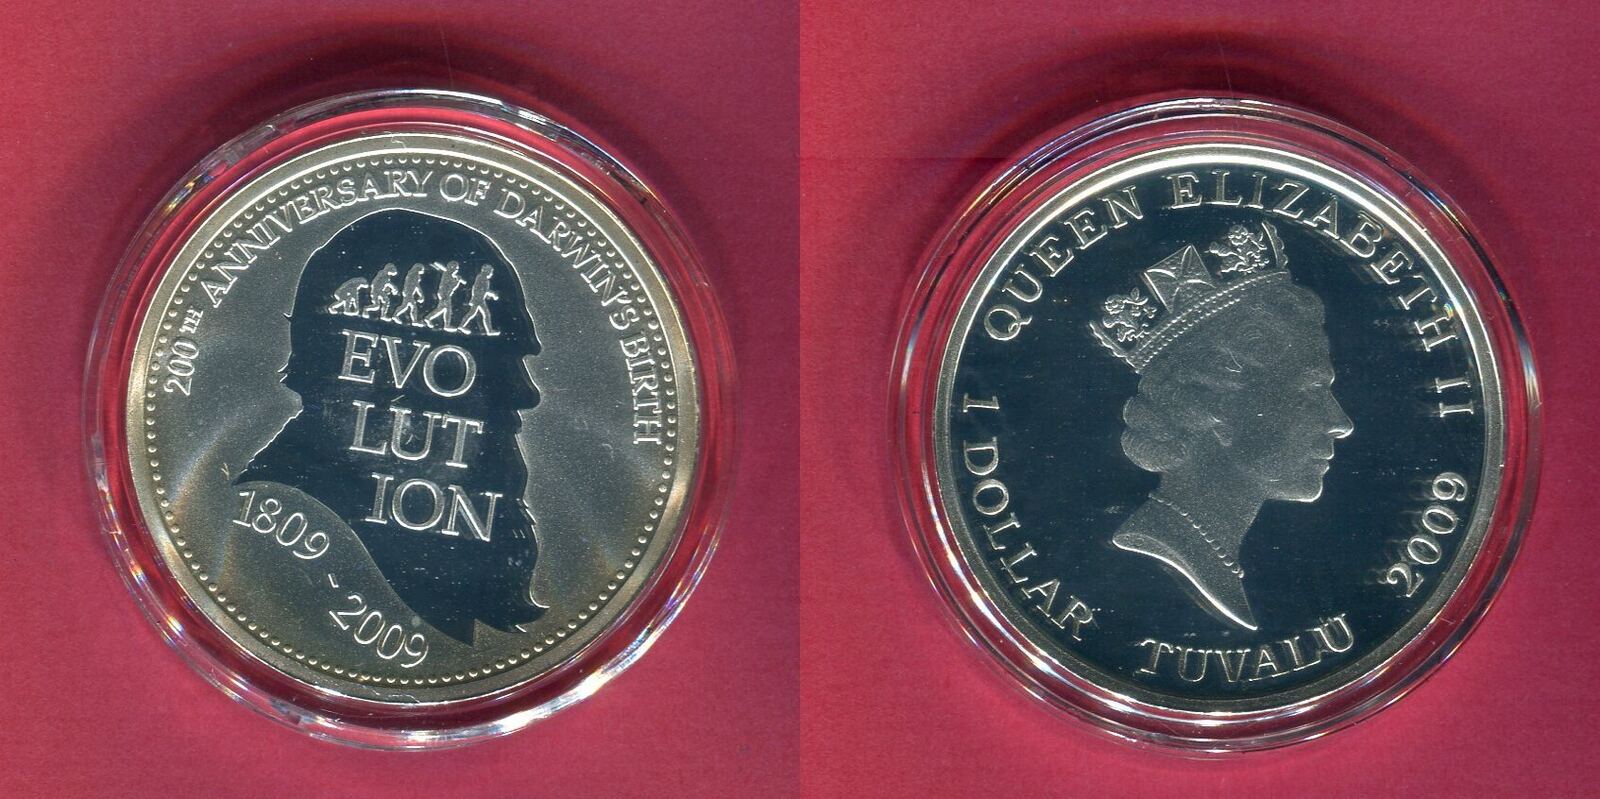 200TH ANNIVERSARY OF DARWIN'S BIRTH
EVO
LUT
ION
1809 - 2009
QUEEN ELIZABETH II
1 DOLLAR TUVALU 2009